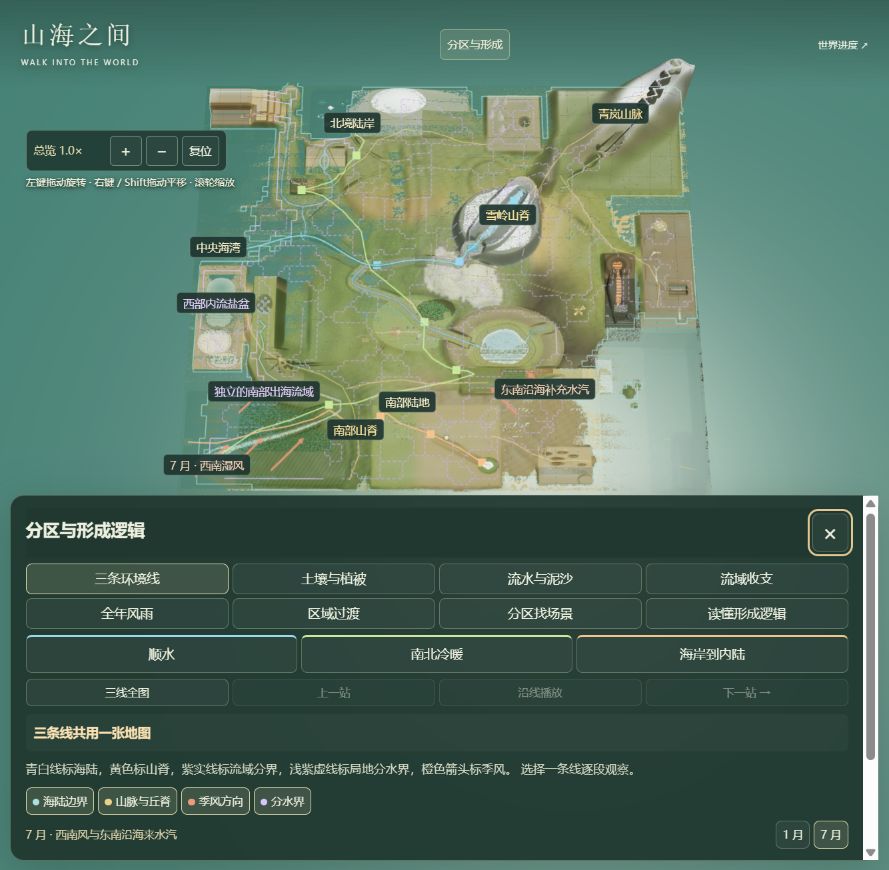 山海之间
WALK INTO THE WORLD
分区与形成
世界进度 ↗
总览 1.0×
+
−
复位
左键拖动旋转 · 右键 / Shift拖动平移 · 滚轮缩放
北境陆岸
青岚山脉
雪岭山脊
中央海湾
西部内流盐盆
独立的南部出海流域
南部陆地
东南沿海补充水汽
南部山脊
7 月 · 西南湿风
分区与形成逻辑
×
三条环境线
土壤与植被
流水与泥沙
流域收支
全年风雨
区域过渡
分区找场景
读懂形成逻辑
顺水
南北冷暖
海岸到内陆
三线全图
上一站
沿线播放
下一站 →
三条线共用一张地图
青白线标海陆，黄色标山脊，紫实线标流域分界，浅紫虚线标局地分水界，橙色箭头标季风。 选择一条线逐段观察。
海陆边界
山脉与丘脊
季风方向
分水界
7 月 · 西南风与东南沿海来水汽
1 月
7 月